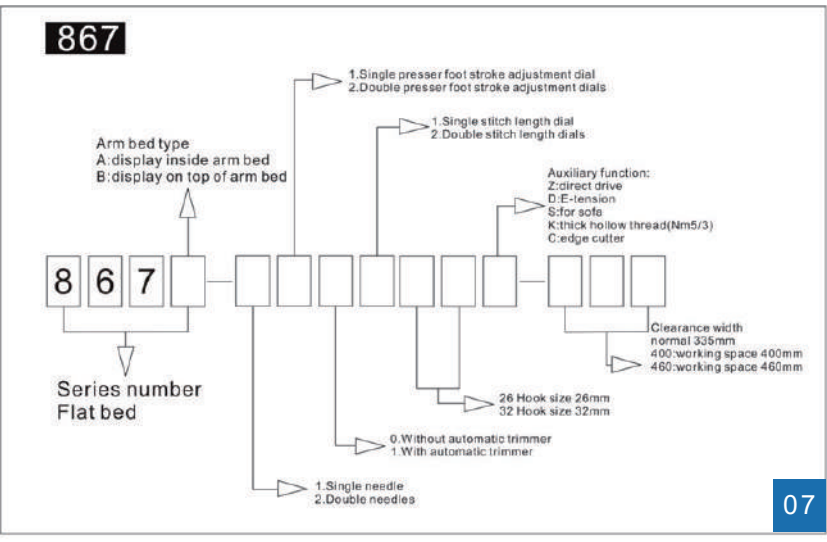 867
1.Single presser foot stroke adjustment dial
2.Double presser foot stroke adjustment dials
1.Single stitch length dial
2.Double stitch length dials
Arm bed type
A:display inside arm bed
B:display on top of arm bed
Auxiliary function:
Z:direct drive
D:E-tension
S:for sofa
K:thick hollow thread(Nm5/3)
C:edge cutter
8 6 7
Clearance width
normal 335mm
400:working space 400mm
460:working space 460mm
Series number
Flat bed
26 Hook size 26mm
32 Hook size 32mm
0.Without automatic trimmer
1.With automatic trimmer
1.Single needle
2.Double needles
07